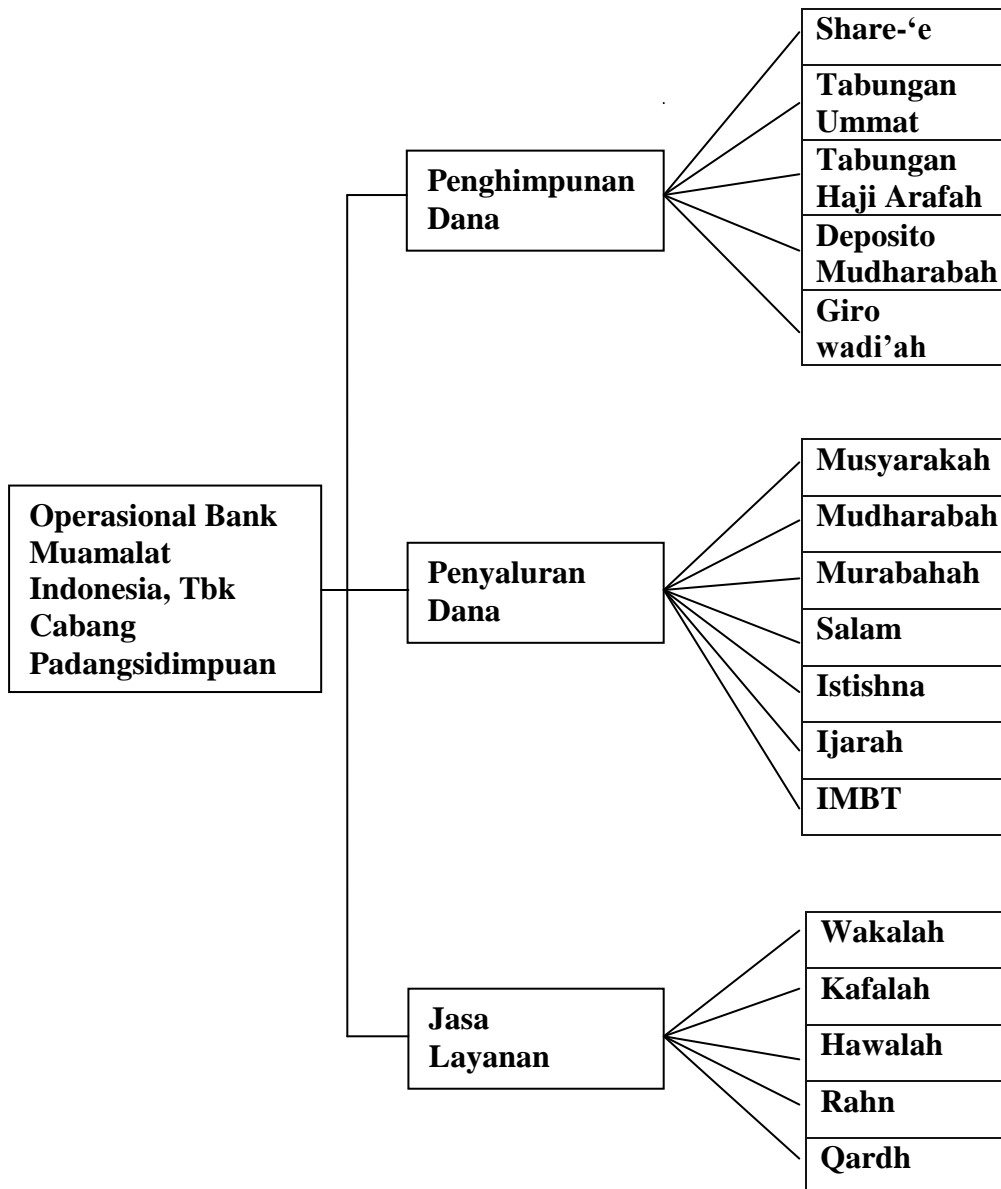 Operasional Bank
Muamalat
Indonesia, Tbk
Cabang
Padangsidimpuan
Penghimpunan
Dana
Share-‘e
Tabungan
Ummat
Tabungan
Haji Arafah
Deposito
Mudharabah
Giro
wadi’ah
Penyaluran
Dana
Musyarakah
Mudharabah
Murabahah
Salam
Istishna
Ijarah
IMBT
Jasa
Layanan
Wakalah
Kafalah
Hawalah
Rahn
Qardh